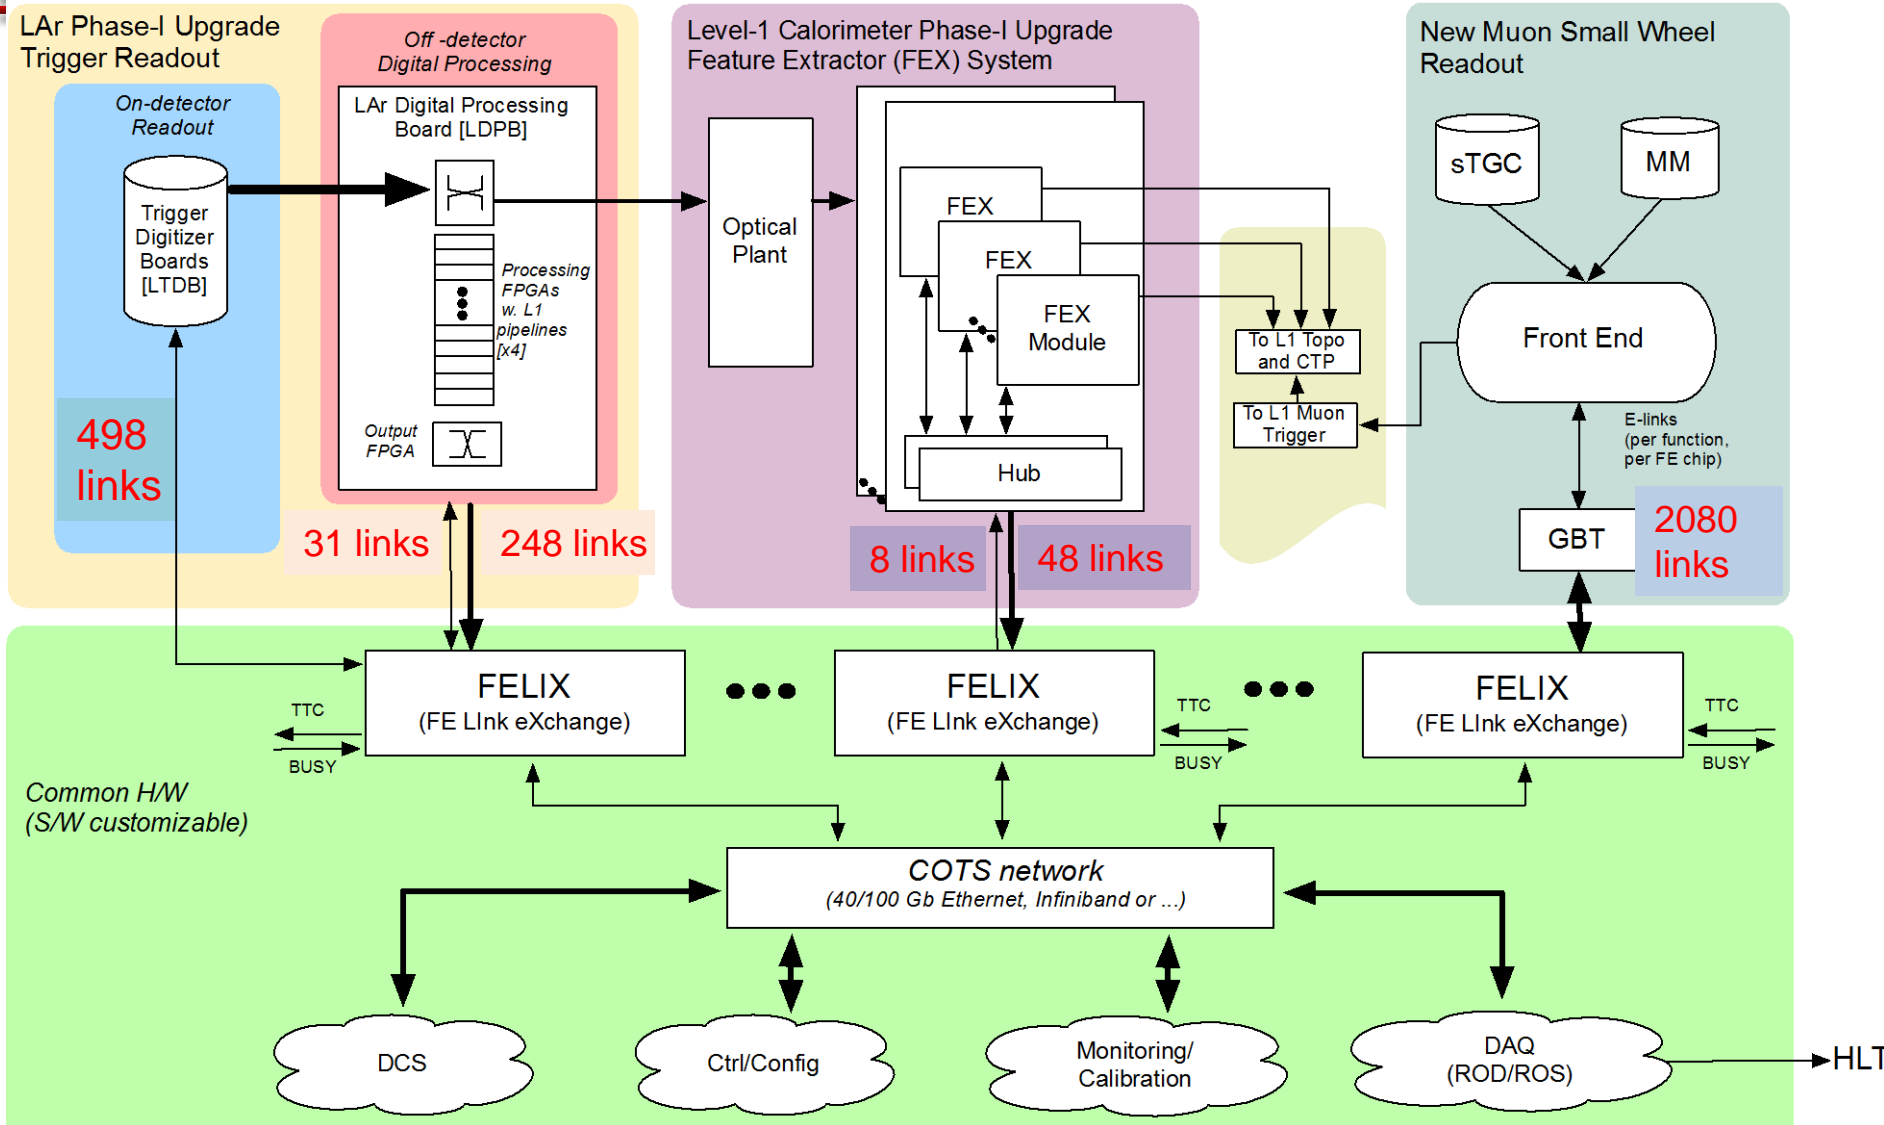 LAr Phase-I Upgrade
Trigger Readout
On-detector
Readout
Trigger
Digitizer
Boards
[LTDB]
498
links
Off -detector
Digital Processing
LAr Digital Processing
Board [LDPB]
Processing
FPGAs
w. L1
pipelines
[x4]
Output
FPGA
31 links
248 links
Level-1 Calorimeter Phase-I Upgrade
Feature Extractor (FEX) System
Optical
Plant
FEX
FEX
FEX
Module
Hub
8 links
48 links
To L1 Topo
and CTP
To L1 Muon
Trigger
New Muon Small Wheel
Readout
sTGC
MM
Front End
E-links
(per function,
per FE chip)
GBT
2080
links
FELIX
(FE LInk eXchange)
TTC
BUSY
FELIX
(FE LInk eXchange)
TTC
BUSY
FELIX
(FE LInk eXchange)
TTC
BUSY
Common H/W
(S/W customizable)
COTS network
(40/100 Gb Ethernet, Infiniband or ...)
DCS
Ctrl/Config
Monitoring/
Calibration
DAQ
(ROD/ROS)
HLT